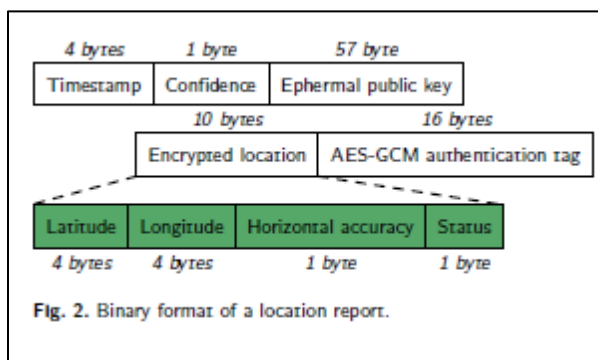 4 bytes 1 byte 57 byte
Timestamp Confidence Ephermal public key
10 bytes 16 bytes
Encrypted location AES-GCM authentication tag
Latitude Longitude Horizontal accuracy Status
4 bytes 4 bytes 1 byte 1 byte
Fig. 2. Binary format of a location report.